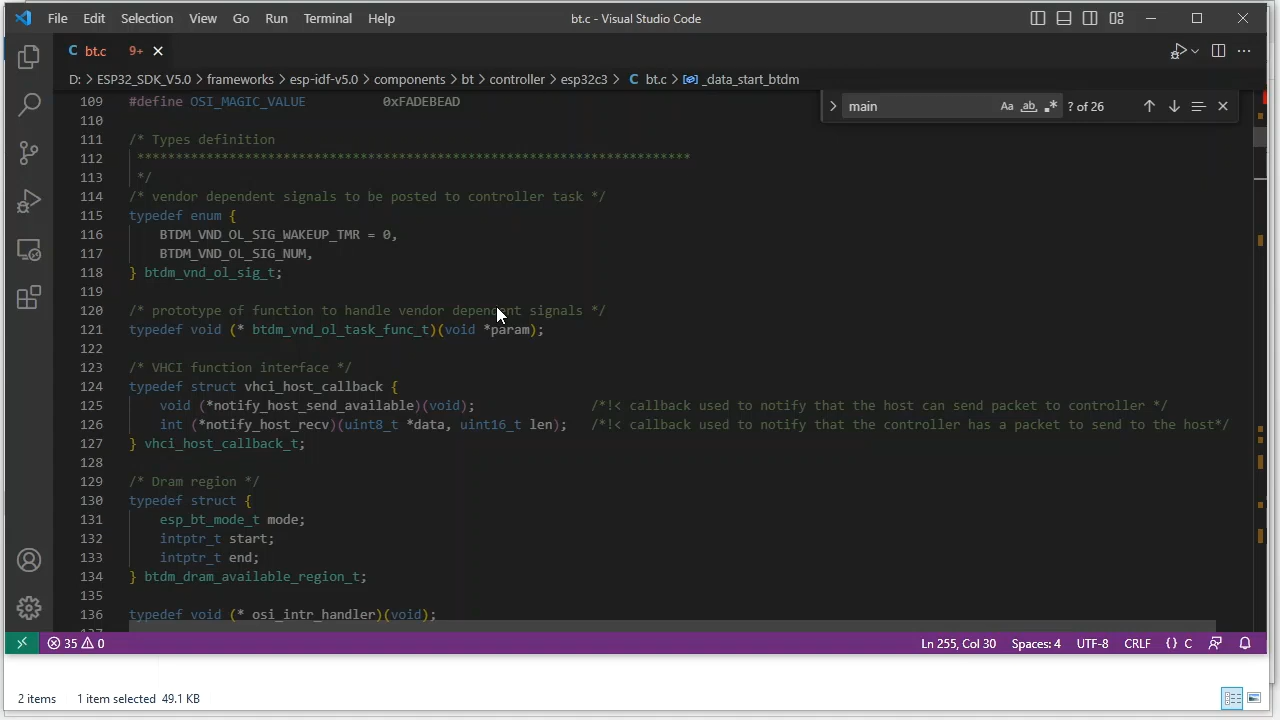 File Edit Selection View Go Run Terminal Help bt.c - Visual Studio Code
C bt.c 9+
D: > ESP32_SDK_V5.0 > frameworks > esp-idf-v5.0 > components > bt > controller > esp32c3 > C bt.c > _data_start_btdm
main Aa ab .* ? of 26
109 #define OSI_MAGIC_VALUE 0xFADEBEAD
110
111 /* Types definition
112 ************************************************************************
113 */
114 /* vendor dependent signals to be posted to controller task */
115 typedef enum {
116 BTDM_VND_OL_SIG_WAKEUP_TMR = 0,
117 BTDM_VND_OL_SIG_NUM,
118 } btdm_vnd_ol_sig_t;
119
120 /* prototype of function to handle vendor dependent signals */
121 typedef void (* btdm_vnd_ol_task_func_t)(void *param);
122
123 /* VHCI function interface */
124 typedef struct vhci_host_callback {
125 void (*notify_host_send_available)(void); /*!< callback used to notify that the host can send packet to controller */
126 int (*notify_host_recv)(uint8_t *data, uint16_t len); /*!< callback used to notify that the controller has a packet to send to the host*/
127 } vhci_host_callback_t;
128
129 /* Dram region */
130 typedef struct {
131 esp_bt_mode_t mode;
132 intptr_t start;
133 intptr_t end;
134 } btdm_dram_available_region_t;
135
136 typedef void (* osi_intr_handler)(void);
137
35 0 Ln 255, Col 30 Spaces: 4 UTF-8 CRLF {} C
2 items 1 item selected 49.1 KB